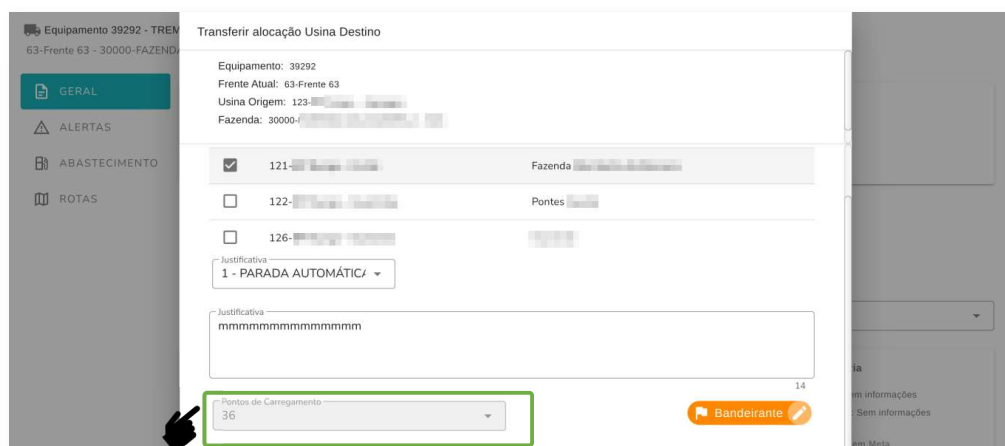 Equipamento 39292 - TREM
63-Frente 63 - 30000-FAZENDA
GERAL
ALERTAS
ABASTECIMENTO
ROTAS
Transferir alocação Usina Destino
Equipamento: 39292
Frente Atual: 63-Frente 63
Usina Origem: 123-
Fazenda: 30000-
121-
Fazenda
122-
Pontes
126-
Justificativa
1 - PARADA AUTOMÁTICA
Justificativa
mmmmmmmmmmmmmm
14
Pontos de Carregamento
36
Bandeirante
ia
em informações
: Sem informações
em Meta